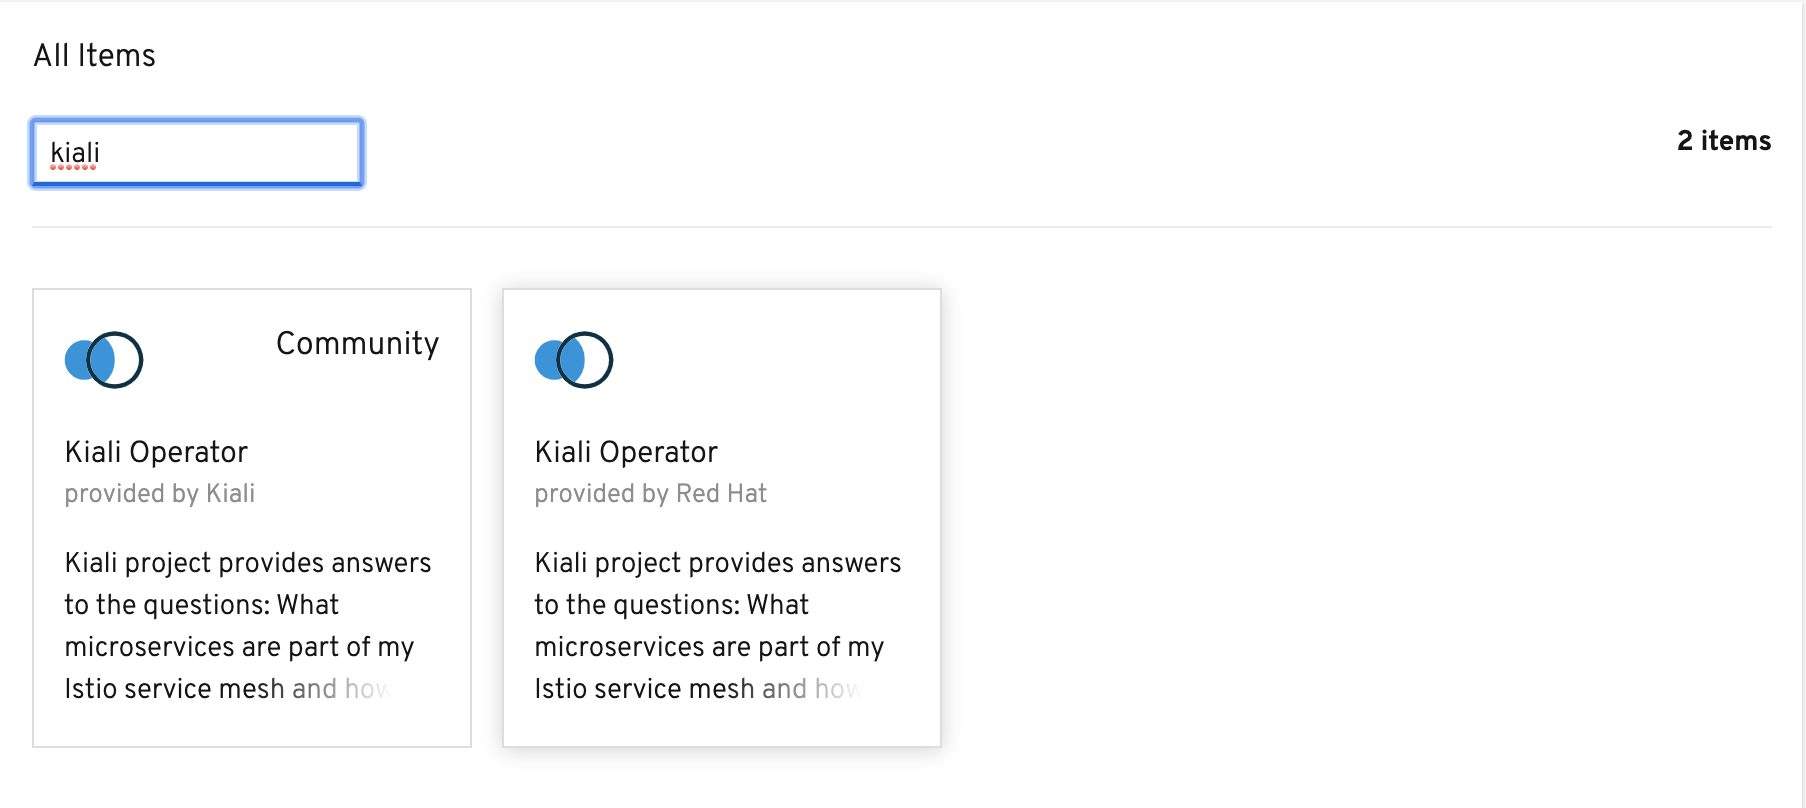 All Items
kiali
2 items
Community
Kiali Operator
provided by Kiali
Kiali project provides answers
to the questions: What
microservices are part of my
Istio service mesh and how
Kiali Operator
provided by Red Hat
Kiali project provides answers
to the questions: What
microservices are part of my
Istio service mesh and how